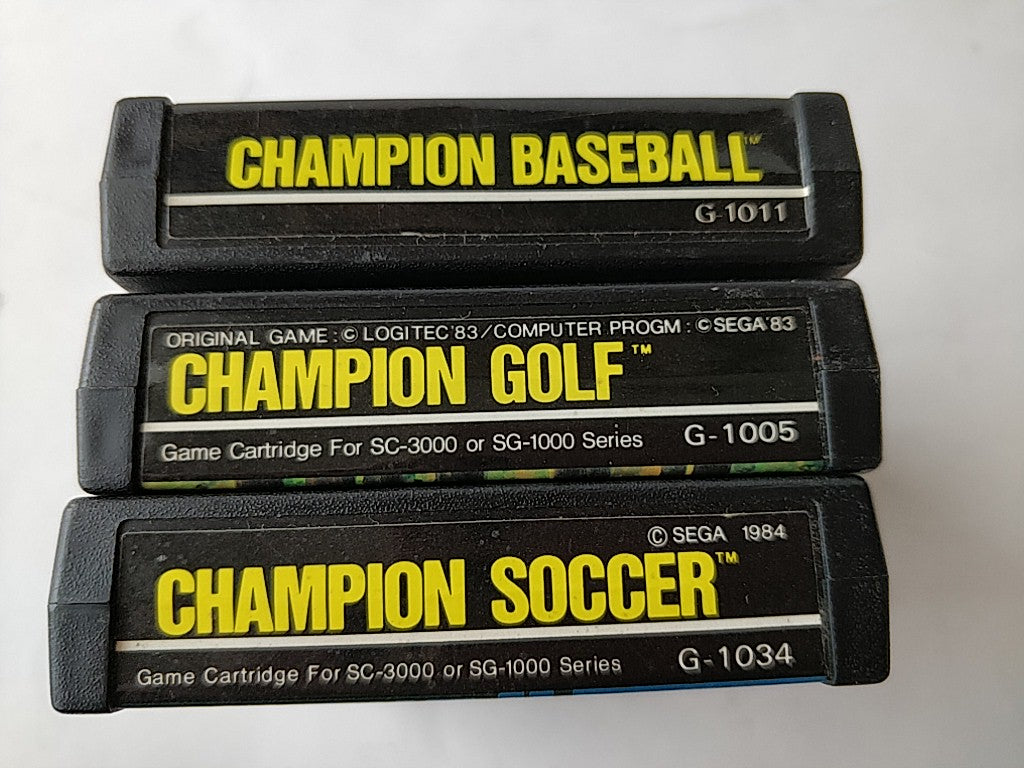 CHAMPION BASEBALL™
G-1011
ORIGINAL GAME : © LOGITEC'83/COMPUTER PROGM : © SEGA'83
CHAMPION GOLF™
Game Cartridge For SC-3000 or SG-1000 Series G-1005
© SEGA 1984
CHAMPION SOCCER™
Game Cartridge For SC-3000 or SG-1000 Series G-1034